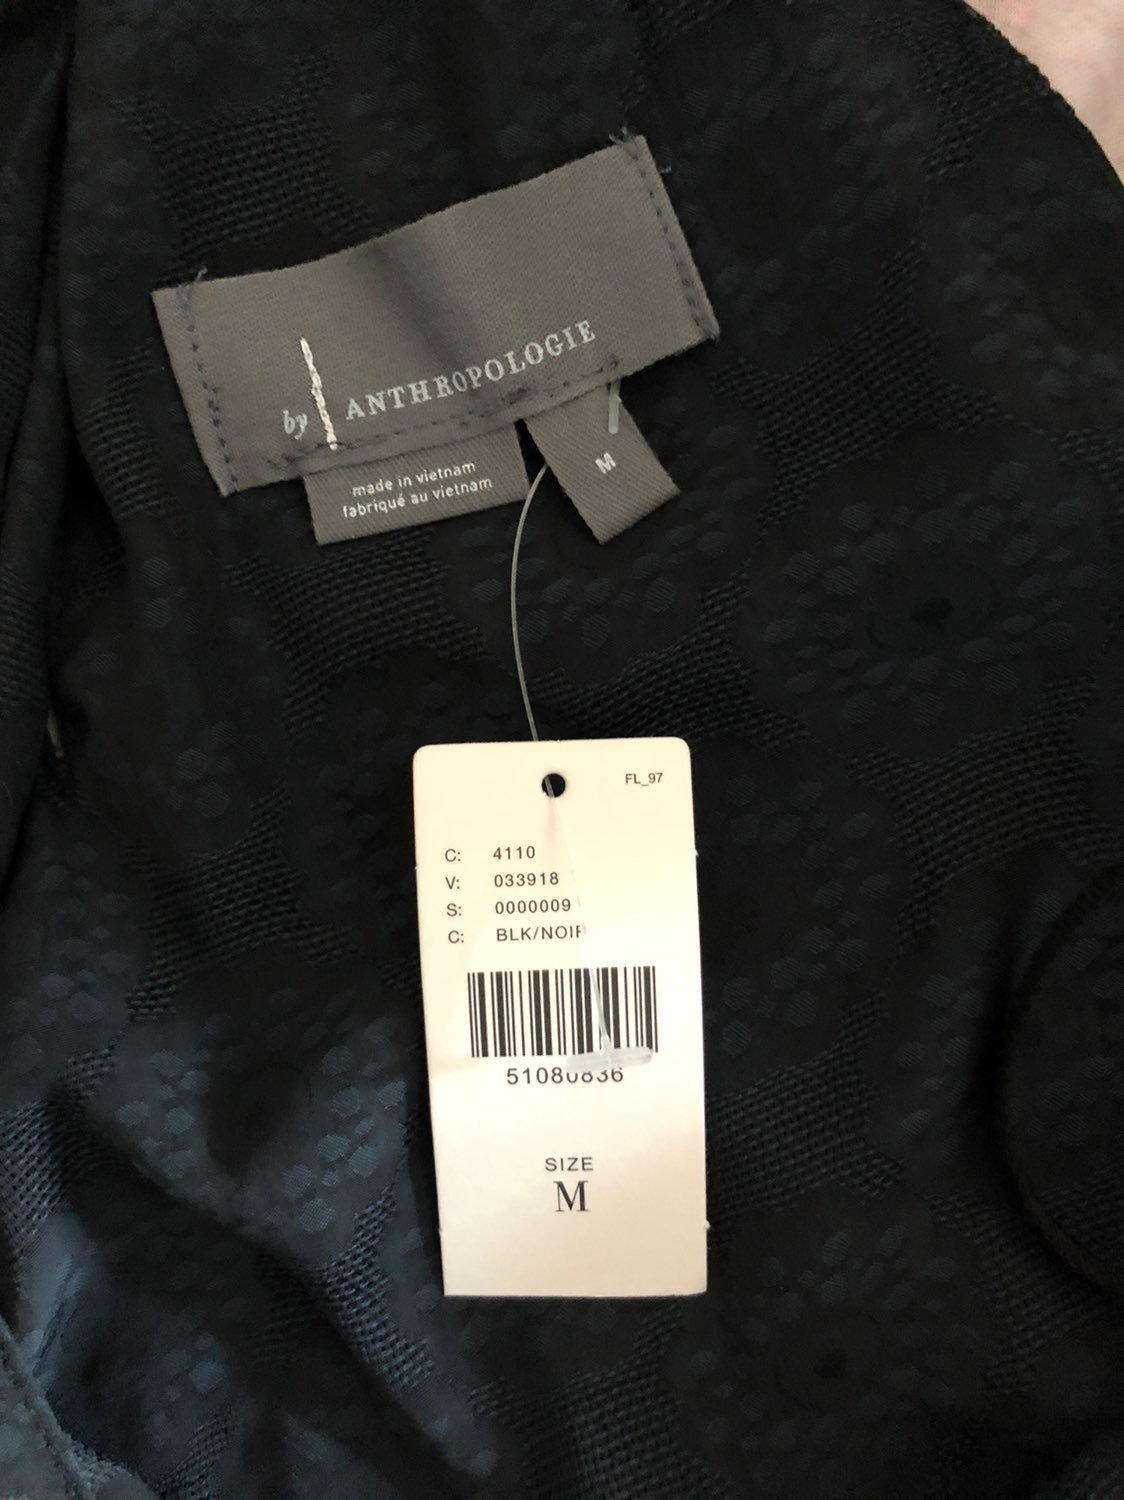 by ANTHROPOLOGIE
made in vietnam
fabriqué au vietnam
M
FL_97
C: 4110
V: 033918
S: 0000009
C: BLK/NOIR
51080836
SIZE
M